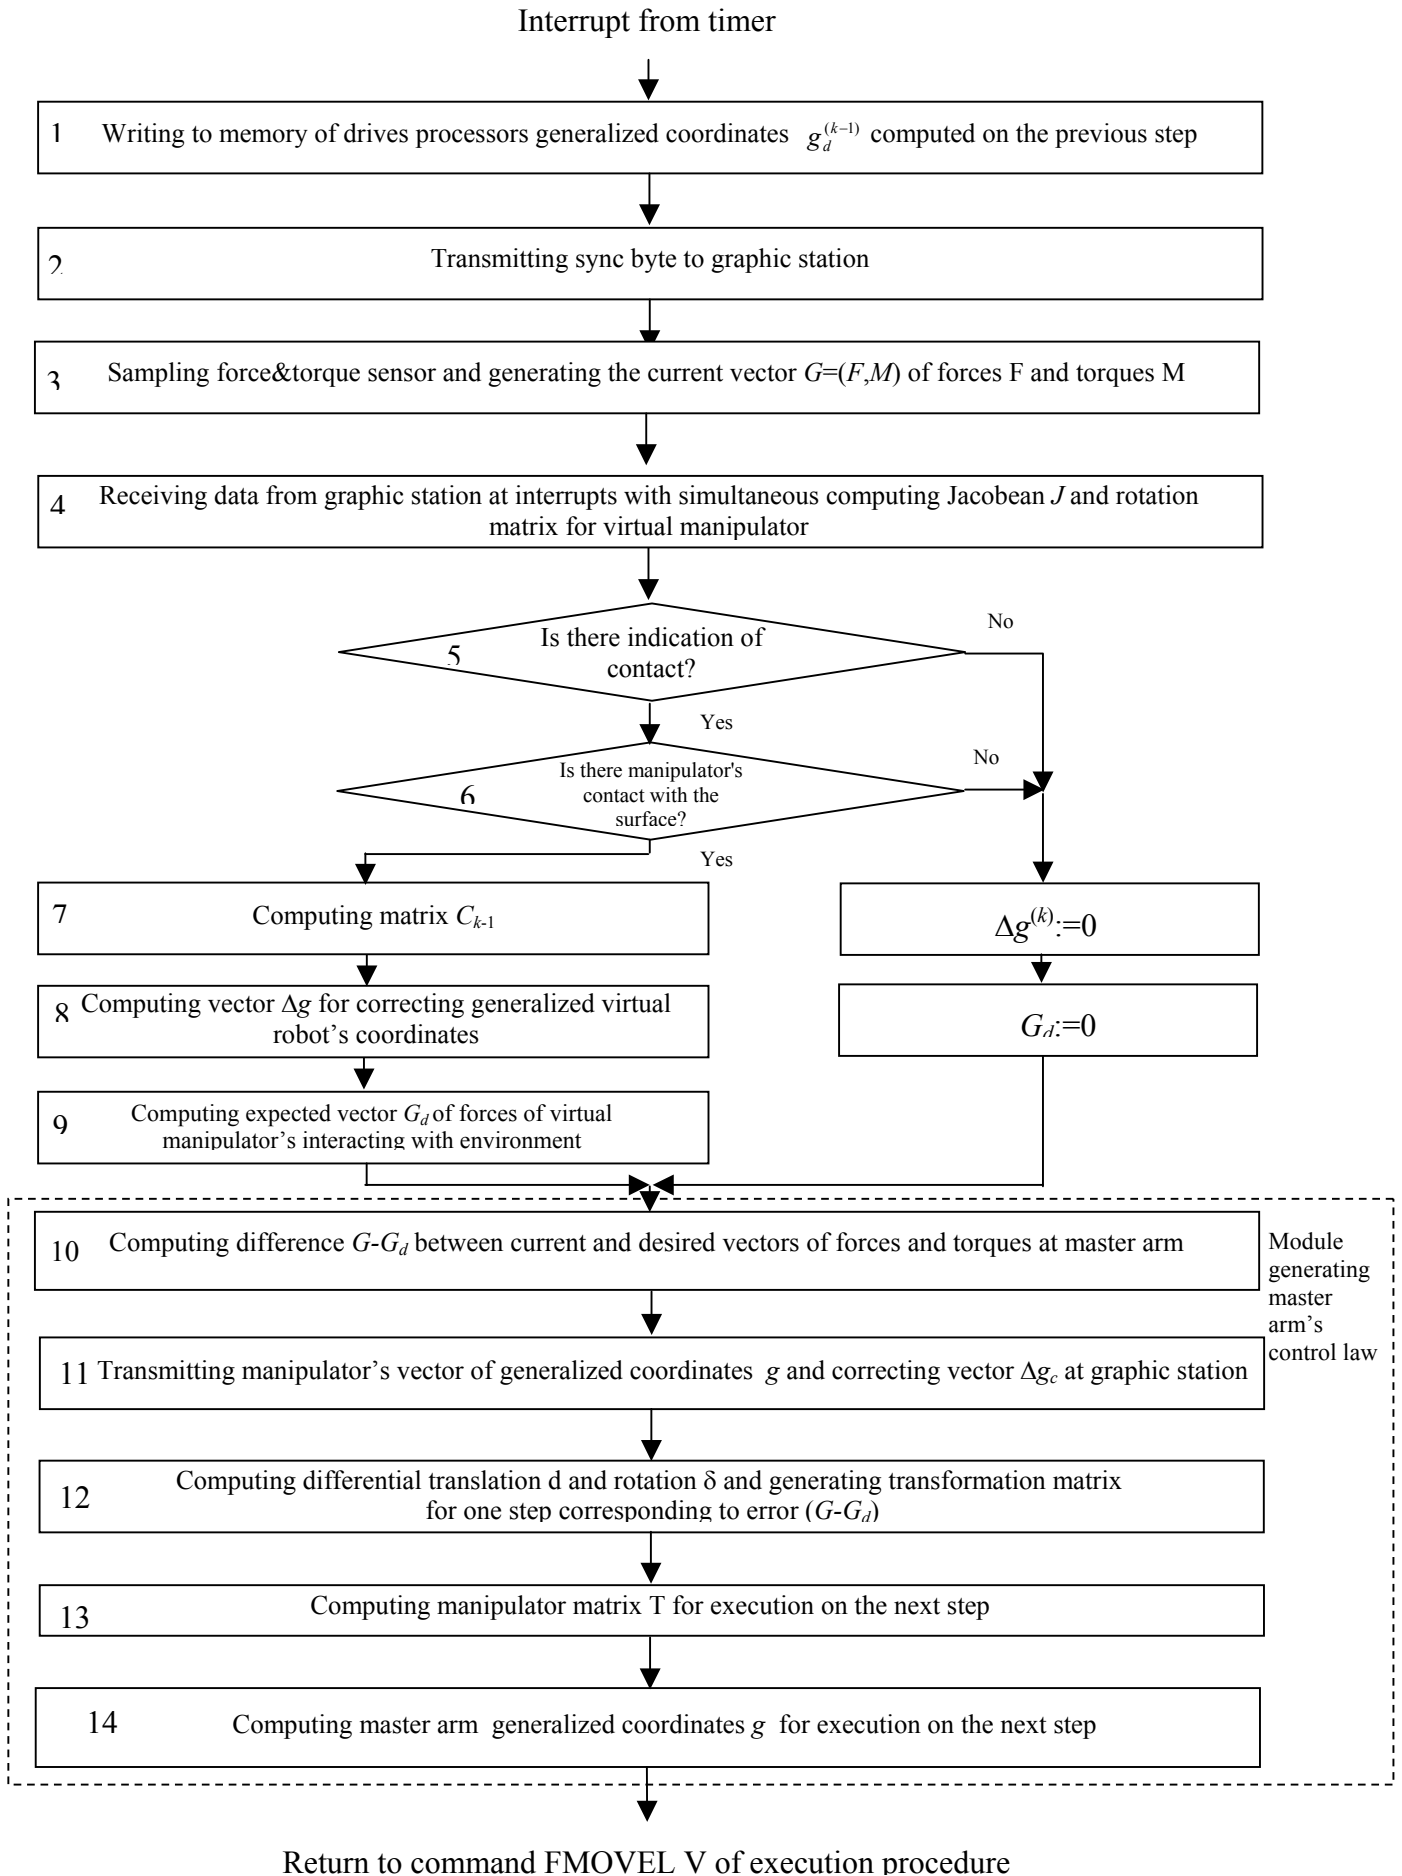 Interrupt from timer
1 Writing to memory of drives processors generalized coordinates g_d^(k−1) computed on the previous step
2 Transmitting sync byte to graphic station
3 Sampling force&torque sensor and generating the current vector G=(F,M) of forces F and torques M
4 Receiving data from graphic station at interrupts with simultaneous computing Jacobean J and rotation
matrix for virtual manipulator
No
5 Is there indication of
contact?
Yes
No
6 Is there manipulator's
contact with the
surface?
Yes
7 Computing matrix C_k-1
Δg^(k):=0
8 Computing vector Δg for correcting generalized virtual
robot’s coordinates
G_d:=0
9 Computing expected vector G_d of forces of virtual
manipulator’s interacting with environment
10 Computing difference G-G_d between current and desired vectors of forces and torques at master arm
Module
generating
master
arm’s
control law
11 Transmitting manipulator’s vector of generalized coordinates g and correcting vector Δg_c at graphic station
12 Computing differential translation d and rotation δ and generating transformation matrix
for one step corresponding to error (G-G_d)
13 Computing manipulator matrix T for execution on the next step
14 Computing master arm generalized coordinates g for execution on the next step
Return to command FMOVEL V of execution procedure